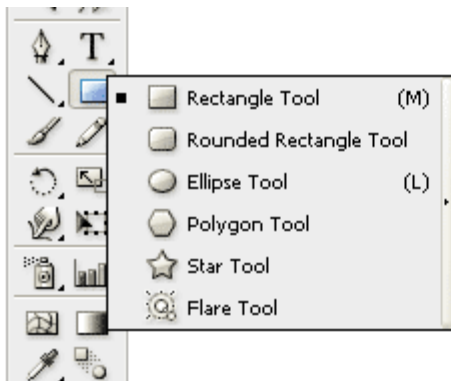 T
Rectangle Tool (M)
Rounded Rectangle Tool
Ellipse Tool (L)
Polygon Tool
Star Tool
Flare Tool